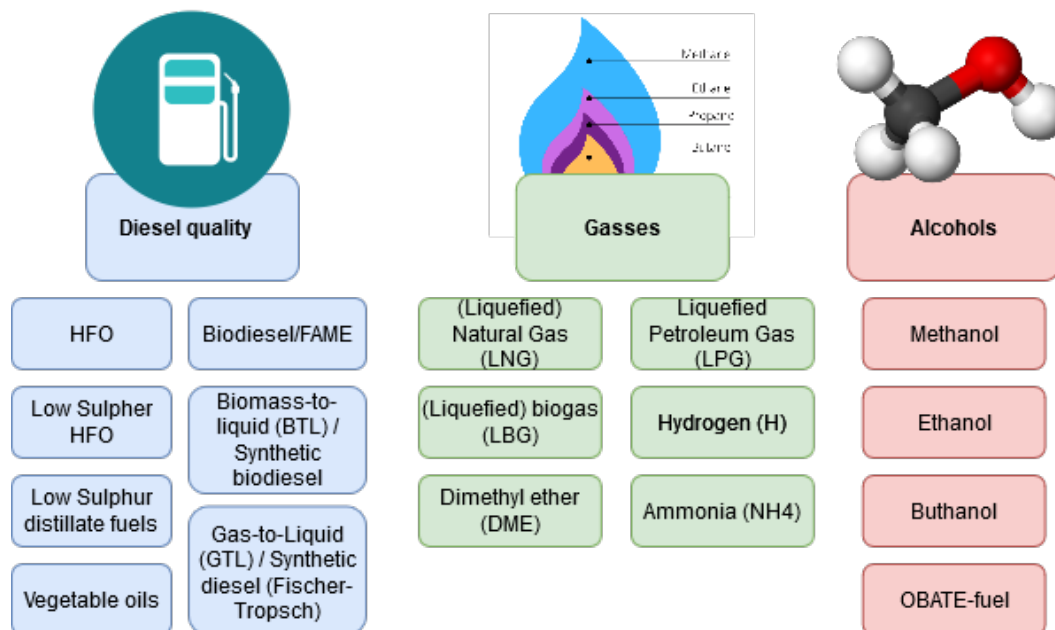 Methane
Ethane
Propane
Butane
Diesel quality
Gasses
Alcohols
HFO
Low Sulpher
HFO
Low Sulphur
distillate fuels
Vegetable oils
Biodiesel/FAME
Biomass-to-
liquid (BTL) /
Synthetic
biodiesel
Gas-to-Liquid
(GTL) / Synthetic
diesel (Fischer-
Tropsch)
(Liquefied)
Natural Gas
(LNG)
(Liquefied) biogas
(LBG)
Dimethyl ether
(DME)
Liquefied
Petroleum Gas
(LPG)
Hydrogen (H)
Ammonia (NH4)
Methanol
Ethanol
Buthanol
OBATE-fuel